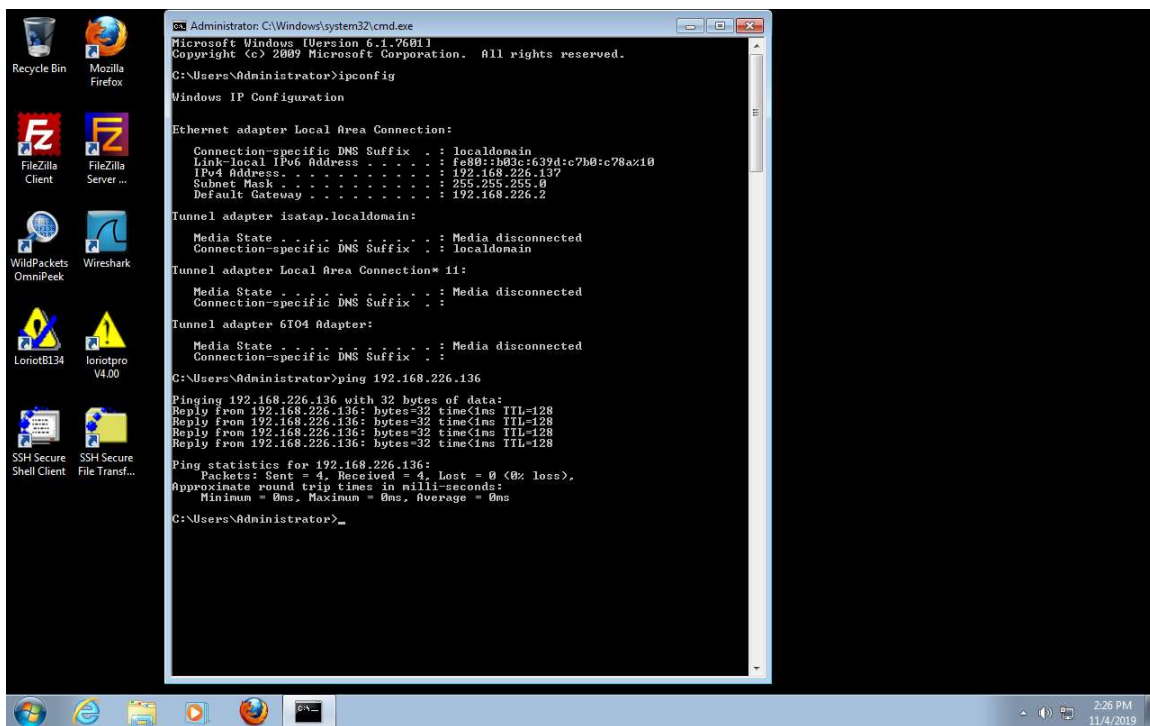 Recycle Bin
Mozilla
Firefox
FileZilla
Client
FileZilla
Server ...
WildPackets
OmniPeek
Wireshark
LoriotB134
loriotpro
V4.00
SSH Secure
Shell Client
SSH Secure
File Transf...
Administrator: C:\Windows\system32\cmd.exe
Microsoft Windows [Version 6.1.7601]
Copyright (c) 2009 Microsoft Corporation.  All rights reserved.
C:\Users\Administrator>ipconfig
Windows IP Configuration
Ethernet adapter Local Area Connection:
   Connection-specific DNS Suffix  . : localdomain
   Link-local IPv6 Address . . . . . : fe80::b03c:639d:c7b0:c78a%10
   IPv4 Address. . . . . . . . . . . : 192.168.226.137
   Subnet Mask . . . . . . . . . . . : 255.255.255.0
   Default Gateway . . . . . . . . . : 192.168.226.2
Tunnel adapter isatap.localdomain:
   Media State . . . . . . . . . . . : Media disconnected
   Connection-specific DNS Suffix  . : localdomain
Tunnel adapter Local Area Connection* 11:
   Media State . . . . . . . . . . . : Media disconnected
   Connection-specific DNS Suffix  . :
Tunnel adapter 6TO4 Adapter:
   Media State . . . . . . . . . . . : Media disconnected
   Connection-specific DNS Suffix  . :
C:\Users\Administrator>ping 192.168.226.136
Pinging 192.168.226.136 with 32 bytes of data:
Reply from 192.168.226.136: bytes=32 time<1ms TTL=128
Reply from 192.168.226.136: bytes=32 time<1ms TTL=128
Reply from 192.168.226.136: bytes=32 time<1ms TTL=128
Reply from 192.168.226.136: bytes=32 time<1ms TTL=128
Ping statistics for 192.168.226.136:
    Packets: Sent = 4, Received = 4, Lost = 0 (0% loss),
Approximate round trip times in milli-seconds:
    Minimum = 0ms, Maximum = 0ms, Average = 0ms
C:\Users\Administrator>_
2:26 PM
11/4/2019